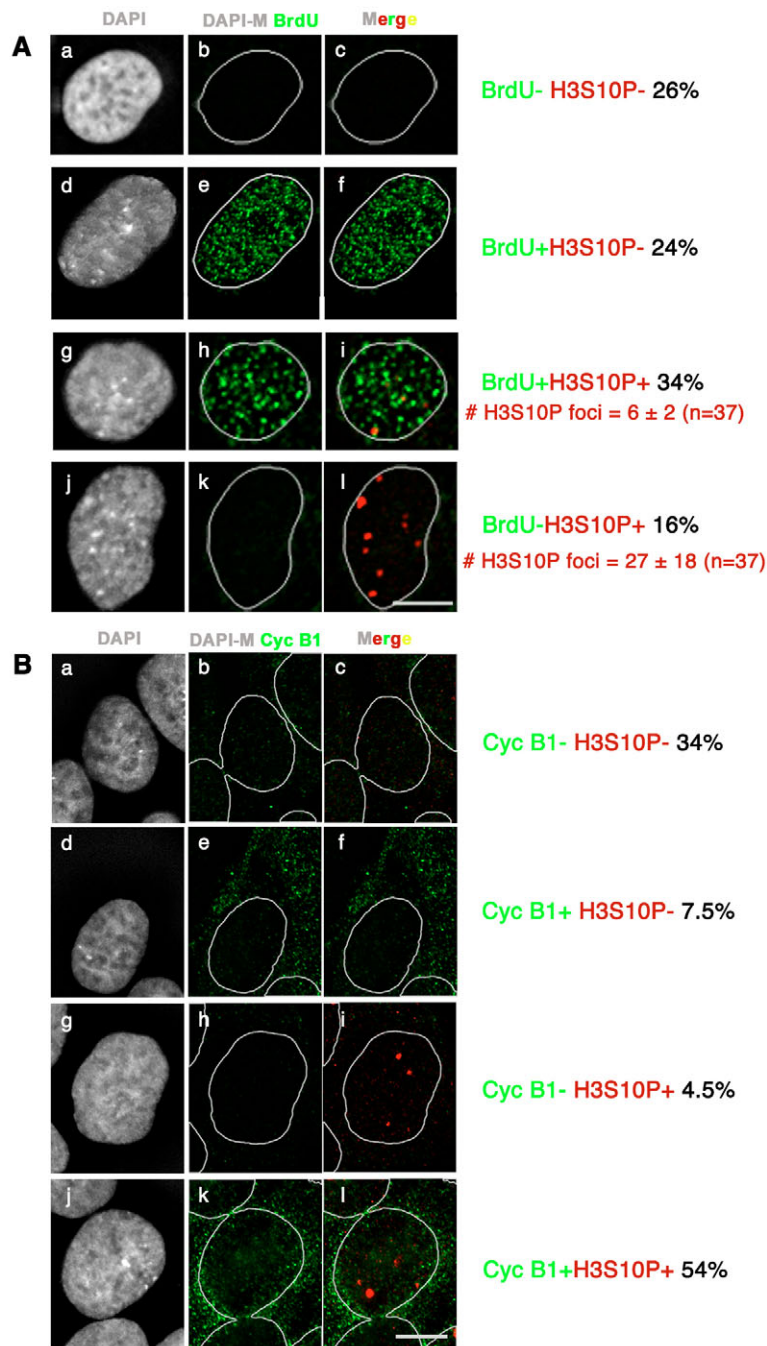 DAPI DAPI-M BrdU Merge
A
a b c
BrdU- H3S10P- 26%
d e f
BrdU+H3S10P- 24%
g h i
BrdU+H3S10P+ 34%
# H3S10P foci = 6 ± 2 (n=37)
j k l
BrdU-H3S10P+ 16%
# H3S10P foci = 27 ± 18 (n=37)
B
DAPI DAPI-M Cyc B1 Merge
a b c
Cyc B1- H3S10P- 34%
d e f
Cyc B1+ H3S10P- 7.5%
g h i
Cyc B1- H3S10P+ 4.5%
j k l
Cyc B1+H3S10P+ 54%